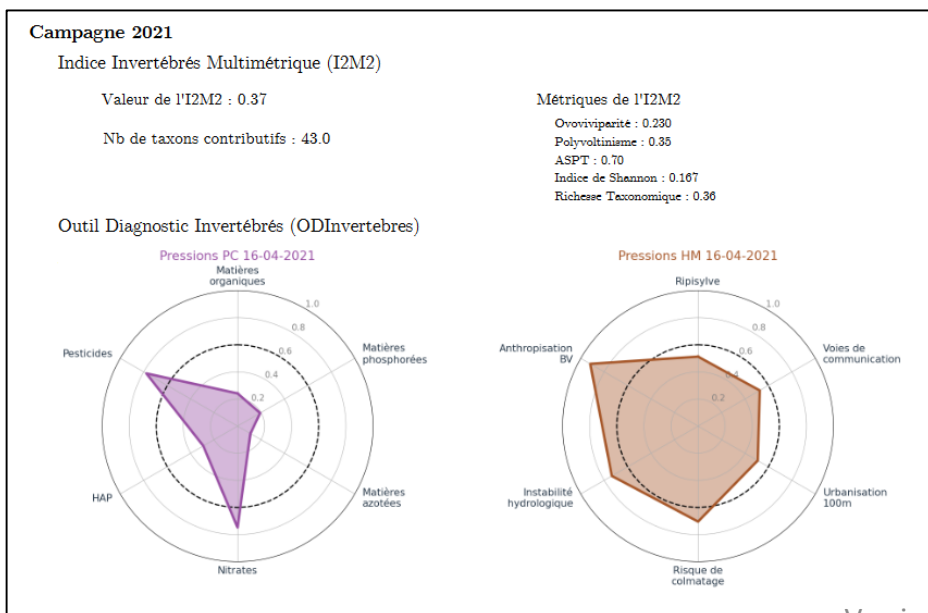 Campagne 2021
Indice Invertébrés Multimétrique (I2M2)
Valeur de l'I2M2 : 0.37
Nb de taxons contributifs : 43.0
Métriques de l'I2M2
Ovoviviparité : 0.230
Polyvoltinisme : 0.35
ASPT : 0.70
Indice de Shannon : 0.167
Richesse Taxonomique : 0.36
Outil Diagnostic Invertébrés (ODInvertebres)
Pressions PC 16-04-2021
Matières
organiques
1.0
0.8
0.6
0.4
0.2
Matières
phosphorées
Pesticides
HAP
Matières
azotées
Nitrates
Pressions HM 16-04-2021
Ripisylve
1.0
0.8
0.6
0.4
0.2
Anthropisation
BV
Voies de
communication
Instabilité
hydrologique
Urbanisation
100m
Risque de
colmatage